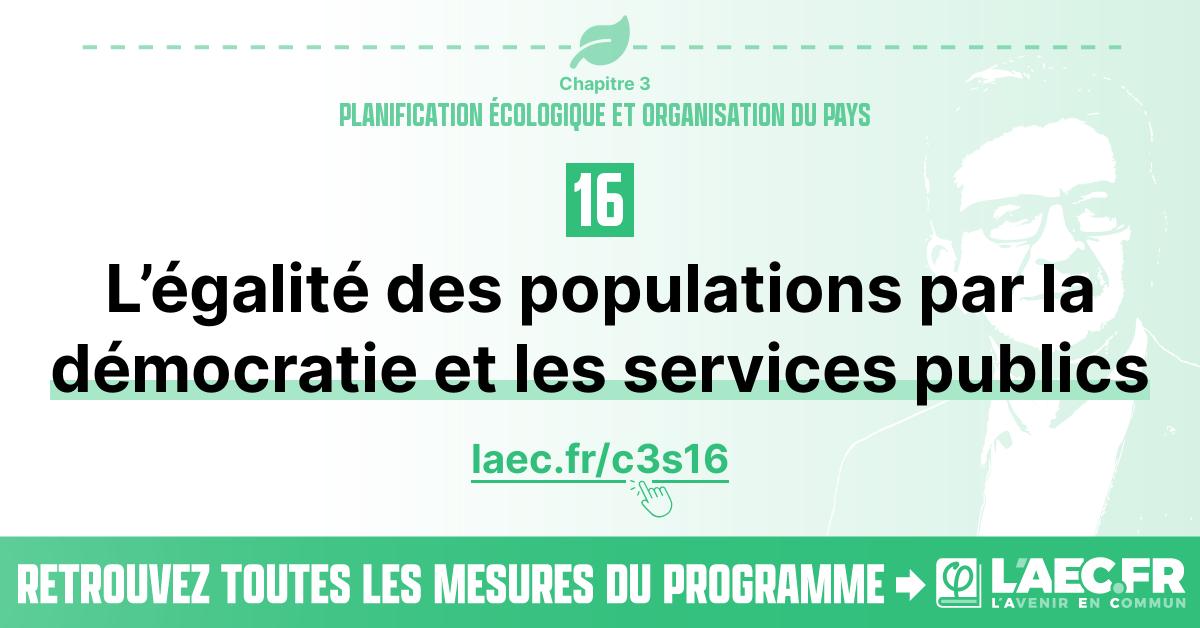 Chapitre 3
PLANIFICATION ÉCOLOGIQUE ET ORGANISATION DU PAYS
16
L’égalité des populations par la
démocratie et les services publics
laec.fr/c3s16
RETROUVEZ TOUTES LES MESURES DU PROGRAMME
φ L'AEC.FR
L'AVENIR EN COMMUN